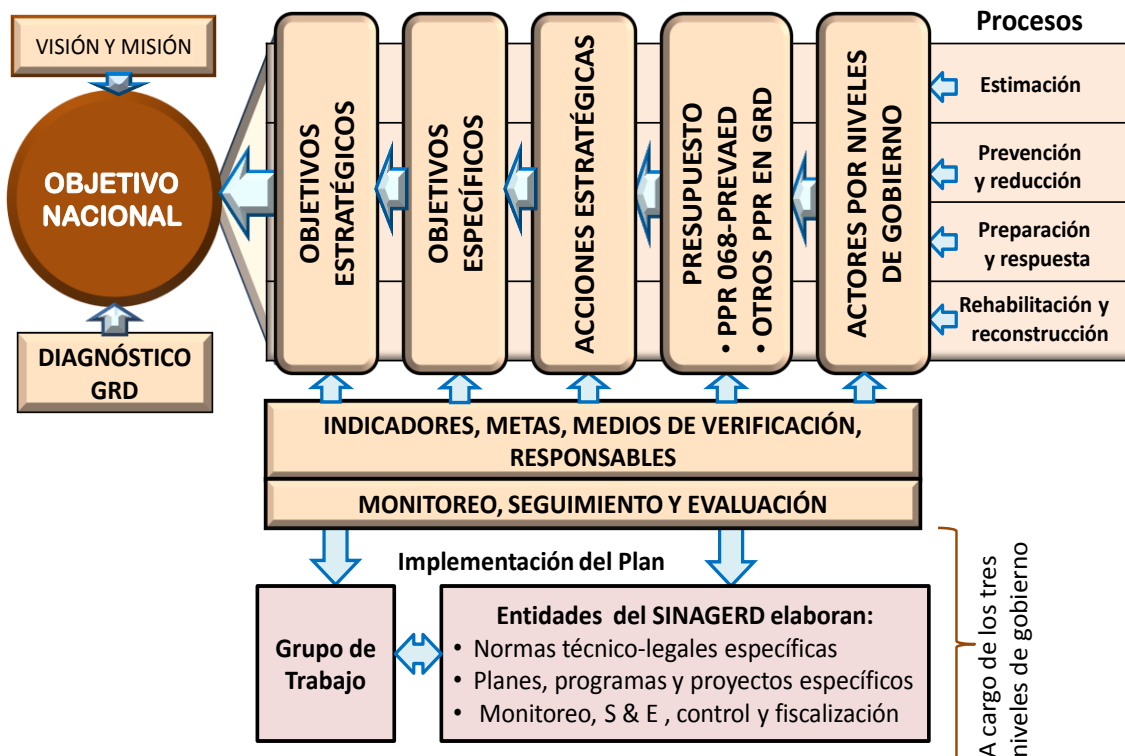 VISIÓN Y MISIÓN
OBJETIVO
NACIONAL
DIAGNÓSTICO
GRD
OBJETIVOS
ESTRATÉGICOS
OBJETIVOS
ESPECÍFICOS
ACCIONES ESTRATÉGICAS
PRESUPUESTO
• PPR 068-PREVAED
• OTROS PPR EN GRD
ACTORES POR NIVELES
DE GOBIERNO
Procesos
Estimación
Prevención
y reducción
Preparación
y respuesta
Rehabilitación y
reconstrucción
INDICADORES, METAS, MEDIOS DE VERIFICACIÓN,
RESPONSABLES
MONITOREO, SEGUIMIENTO Y EVALUACIÓN
Implementación del Plan
Grupo de
Trabajo
Entidades del SINAGERD elaboran:
• Normas técnico-legales específicas
• Planes, programas y proyectos específicos
• Monitoreo, S & E , control y fiscalización
A cargo de los tres
niveles de gobierno